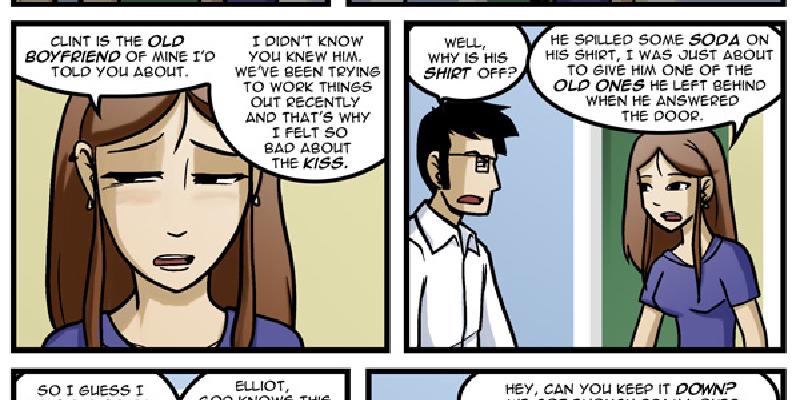 CLINT IS THE OLD
BOYFRIEND OF MINE I'D
TOLD YOU ABOUT.
I DIDN'T KNOW
YOU KNEW HIM.
WE'VE BEEN TRYING
TO WORK THINGS
OUT RECENTLY
AND THAT'S WHY
I FELT SO
BAD ABOUT
THE KISS.
WELL,
WHY IS HIS
SHIRT OFF?
HE SPILLED SOME SODA ON
HIS SHIRT, I WAS JUST ABOUT
TO GIVE HIM ONE OF THE
OLD ONES HE LEFT BEHIND
WHEN HE ANSWERED
THE DOOR.
SO I GUESS I
ELLIOT,
GOD KNOWS THIS
HEY, CAN YOU KEEP IT DOWN?